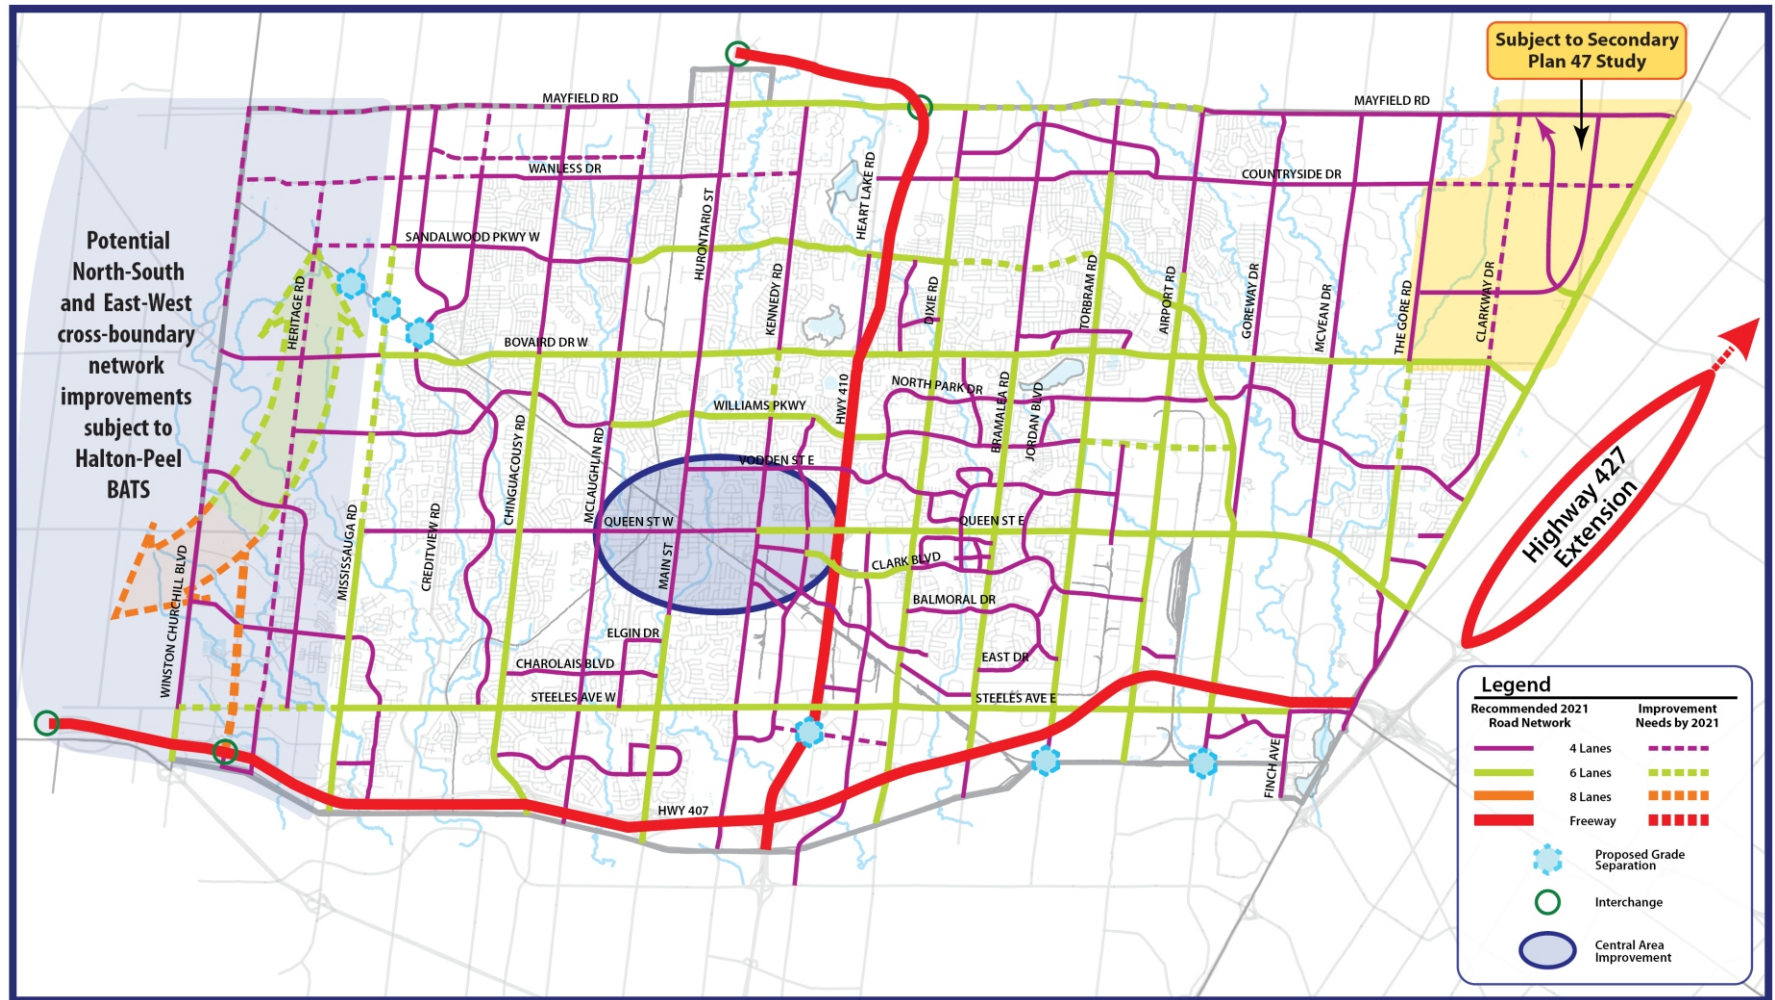 Subject to Secondary
Plan 47 Study
MAYFIELD RD
MAYFIELD RD
WANLESS DR
COUNTRYSIDE DR
HEART LAKE RD
HURONTARIO ST
SANDALWOOD PKWY W
Potential
North-South
and East-West
cross-boundary
network
improvements
subject to
Halton-Peel
BATS
HERITAGE RD
KENNEDY RD
DIXIE RD
TORBRAM RD
AIRPORT RD
GOREWAY DR
MCVEAN DR
THE GORE RD
CLARKWAY DR
BOVAIRD DR W
NORTH PARK DR
HWY 410
WILLIAMS PKWY
BRAMALEA RD
JORDAN BLVD
CHINGUACOUSY RD
MCLAUGHLIN RD
VODDEN ST E
Highway 427
Extension
MISSISSAUGA RD
CREDITVIEW RD
QUEEN ST W
QUEEN ST E
MAIN ST
CLARK BLVD
WINSTON CHURCHILL BLVD
BALMORAL DR
ELGIN DR
CHAROLAIS BLVD
EAST DR
STEELES AVE W
STEELES AVE E
FINCH AVE
HWY 407
Legend
Recommended 2021
Road Network
Improvement
Needs by 2021
4 Lanes
6 Lanes
8 Lanes
Freeway
Proposed Grade
Separation
Interchange
Central Area
Improvement